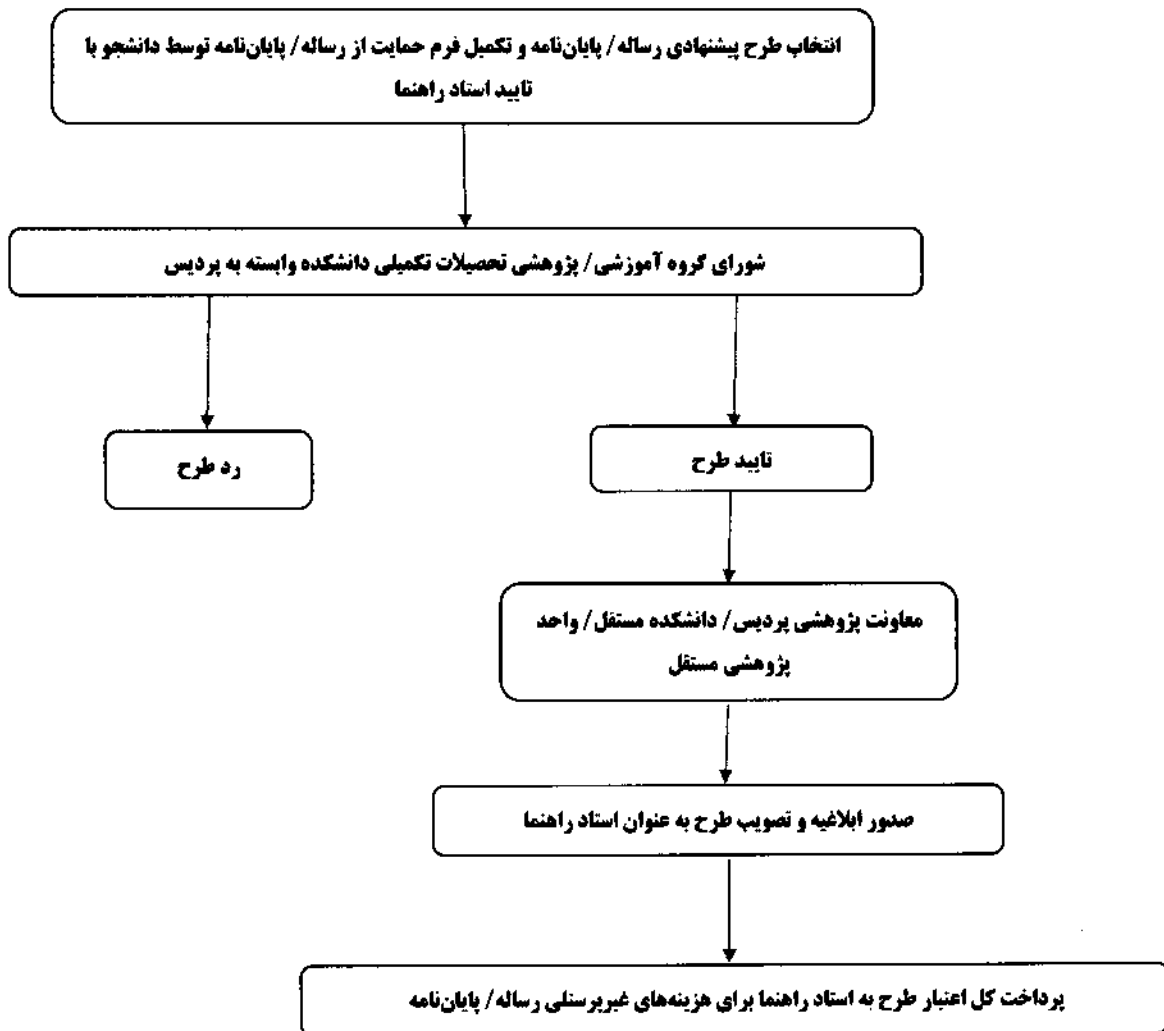 انتخاب طرح پیشنهادی رساله/ پایان‌نامه و تکمیل فرم حمایت از رساله/ پایان‌نامه توسط دانشجو با
تایید استاد راهنما
شورای گروه آموزشی/ پژوهشی تحصیلات تکمیلی دانشکده وابسته به پردیس
رد طرح
تایید طرح
معاونت پژوهشی پردیس/ دانشکده مستقل/ واحد
پژوهشی مستقل
صدور ابلاغیه و تصویب طرح به عنوان استاد راهنما
پرداخت کل اعتبار طرح به استاد راهنما برای هزینه‌های غیرپرسنلی رساله/ پایان‌نامه